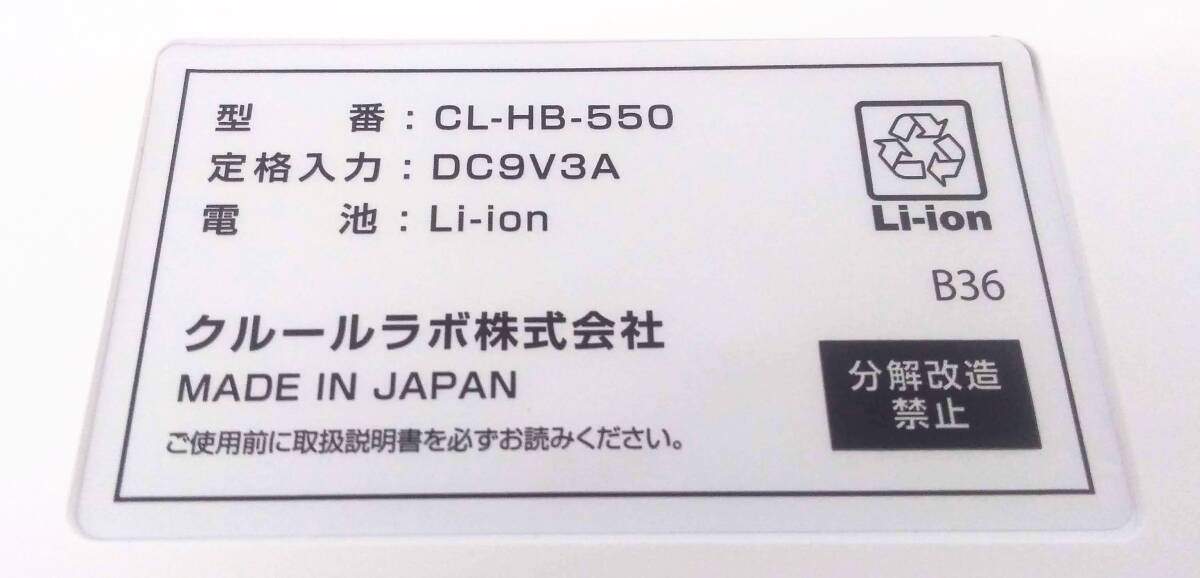 型番：CL-HB-550
定格入力：DC9V3A
電池：Li-ion
Li-ion
B36
クルールラボ株式会社
MADE IN JAPAN
ご使用前に取扱説明書を必ずお読みください。
分解改造
禁止